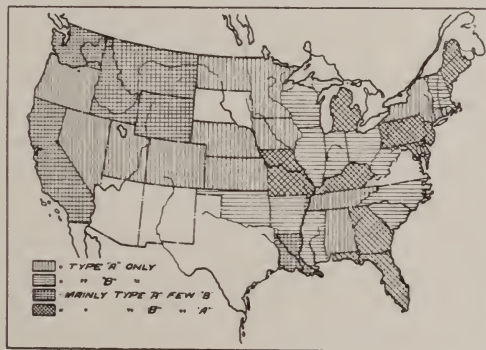 - TYPE "A" ONLY
- " "B" "
- MAINLY TYPE "A" FEW "B"
- " " "B" " "A"